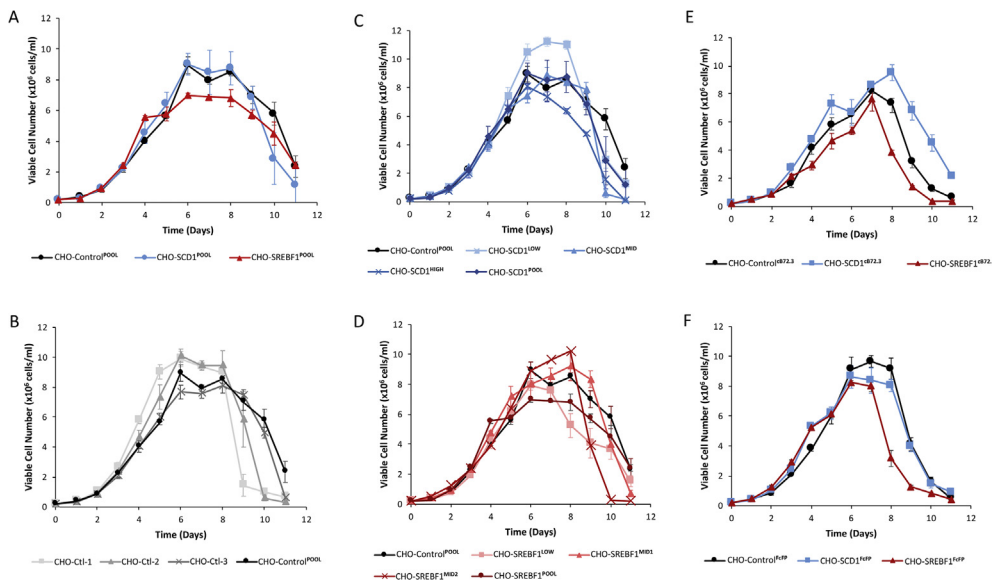 A
Viable Cell Number (x10⁶ cells/ml)
12
10
8
6
4
2
0
0 2 4 6 8 10 12
Time (Days)
CHO-Control^POOL CHO-SCD1^POOL CHO-SREBF1^POOL
C
Viable Cell Number (x10⁶ cells/ml)
12
10
8
6
4
2
0
0 2 4 6 8 10 12
Time (Days)
CHO-Control^POOL CHO-SCD1^LOW CHO-SCD1^MID
CHO-SCD1^HIGH CHO-SCD1^POOL
E
Viable Cell Number (x10⁶ cells/ml)
12
10
8
6
4
2
0
0 2 4 6 8 10 12
Time (Days)
CHO-Control^cB72.3 CHO-SCD1^cB72.3 CHO-SREBF1^cB72.
B
Viable Cell Number (x10⁶ cells/ml)
12
10
8
6
4
2
0
0 2 4 6 8 10 12
Time (Days)
CHO-Ctl-1 CHO-Ctl-2 CHO-Ctl-3 CHO-Control^POOL
D
Viable Cell Number (x10⁶ cells/ml)
12
10
8
6
4
2
0
0 2 4 6 8 10 12
Time (Days)
CHO-Control^POOL CHO-SREBF1^LOW CHO-SREBF1^MID1
CHO-SREBF1^MID2 CHO-SREBF1^POOL
F
Viable Cell Number (x10⁶ cells/ml)
12
10
8
6
4
2
0
0 2 4 6 8 10 12
Time (Days)
CHO-Control^FcFP CHO-SCD1^FcFP CHO-SREBF1^FcFP